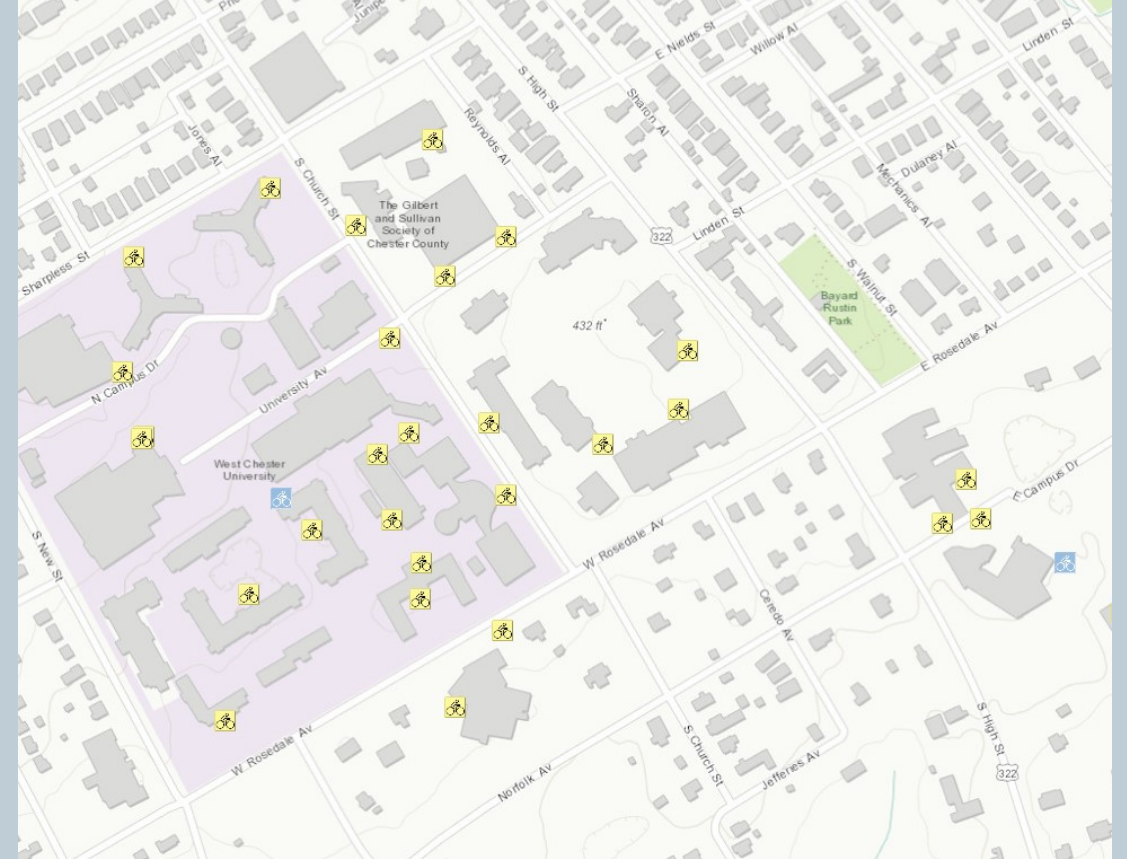 E Nields St
Willow Al
Linden St
S High St
Sharon Al
Reynolds Al
Jones Al
S Church St
Dulaney Al
Mechanics Al
The Gilbert
and Sullivan
Society of
Chester County
322
Linden St
Sharpless St
S Walnut St
Bayard
Rustin
Park
432 ft
E Rosedale Av
N Campus Dr
University Av
West Chester
University
E Campus Dr
S New St
W Rosedale Av
Ceredo Av
W Rosedale Av
S Church St
S High St
Norfolk Av
Jefferies Av
322